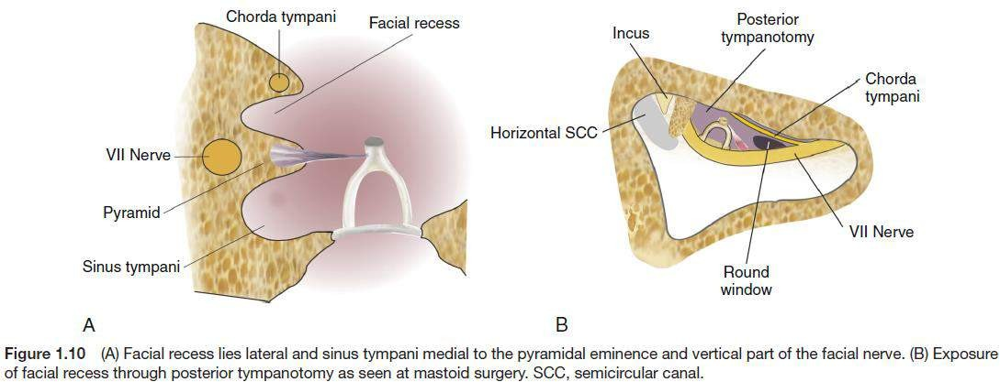 Chorda tympani
Facial recess
VII Nerve
Pyramid
Sinus tympani
A
Incus
Posterior
tympanotomy
Chorda
tympani
Horizontal SCC
VII Nerve
Round
window
B
Figure 1.10 (A) Facial recess lies lateral and sinus tympani medial to the pyramidal eminence and vertical part of the facial nerve. (B) Exposure
of facial recess through posterior tympanotomy as seen at mastoid surgery. SCC, semicircular canal.